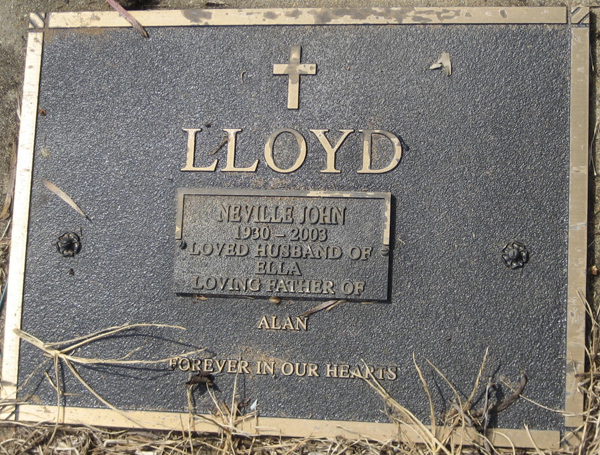 LLOYD
NEVILLE JOHN
1930 – 2003
LOVED HUSBAND OF
ELLA
LOVING FATHER OF
ALAN
FOREVER IN OUR HEARTS